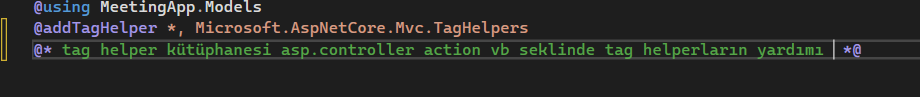 @using MeetingApp.Models
@addTagHelper *, Microsoft.AspNetCore.Mvc.TagHelpers
@* tag helper kütüphanesi asp.controller action vb seklinde tag helperların yardımı *@